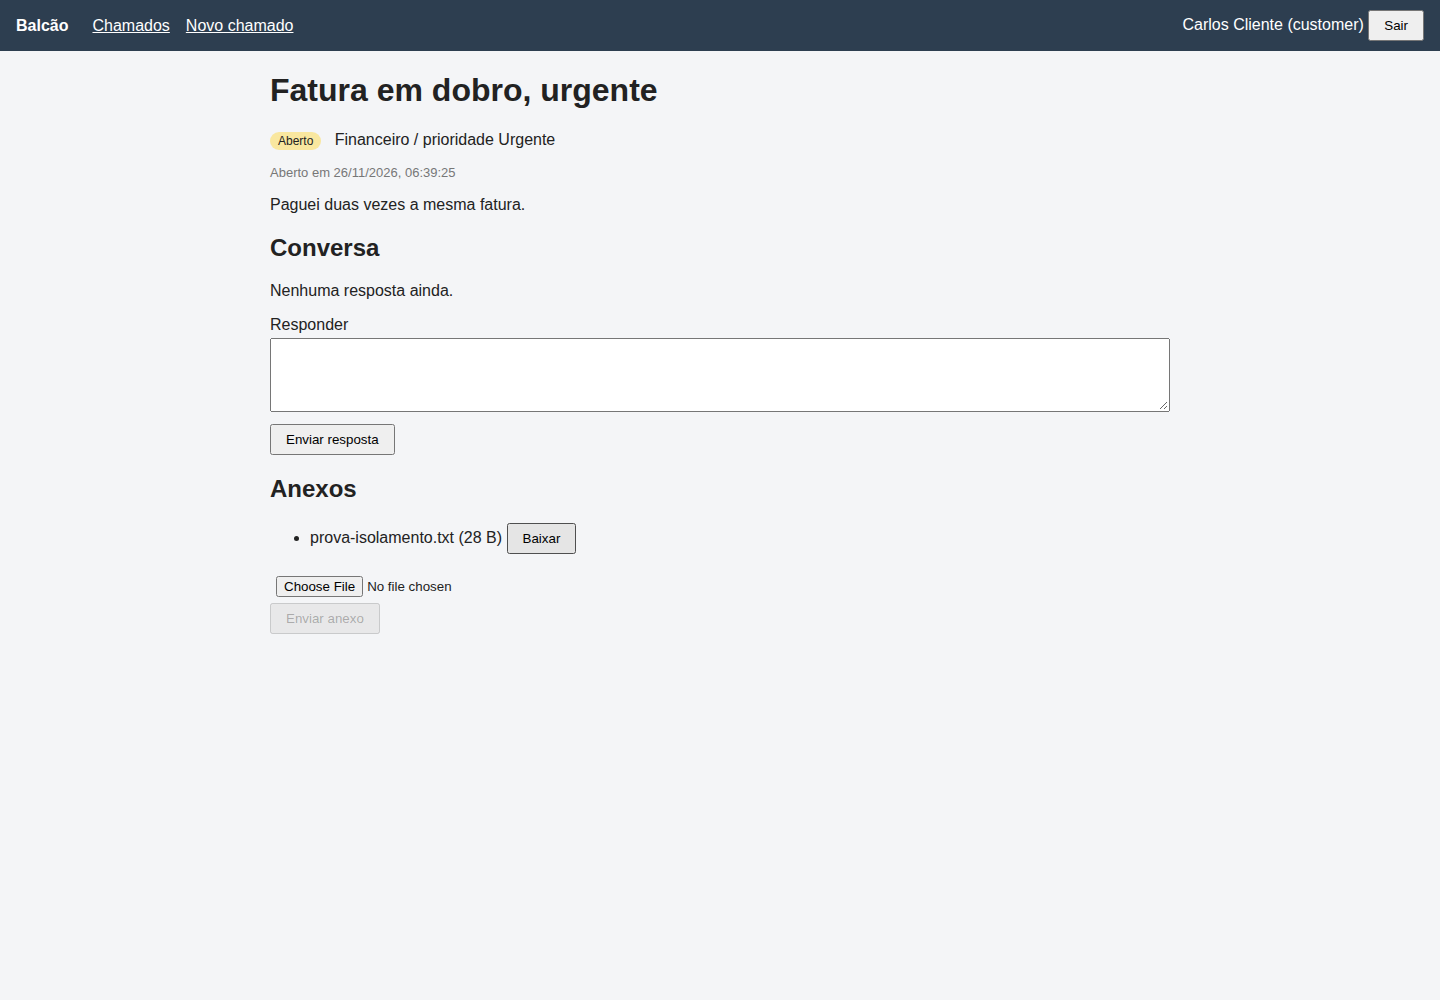 Balcão Chamados Novo chamado Carlos Cliente (customer) Sair
Fatura em dobro, urgente
Aberto Financeiro / prioridade Urgente
Aberto em 26/11/2026, 06:39:25
Paguei duas vezes a mesma fatura.
Conversa
Nenhuma resposta ainda.
Responder
Enviar resposta
Anexos
prova-isolamento.txt (28 B) Baixar
Choose File No file chosen
Enviar anexo